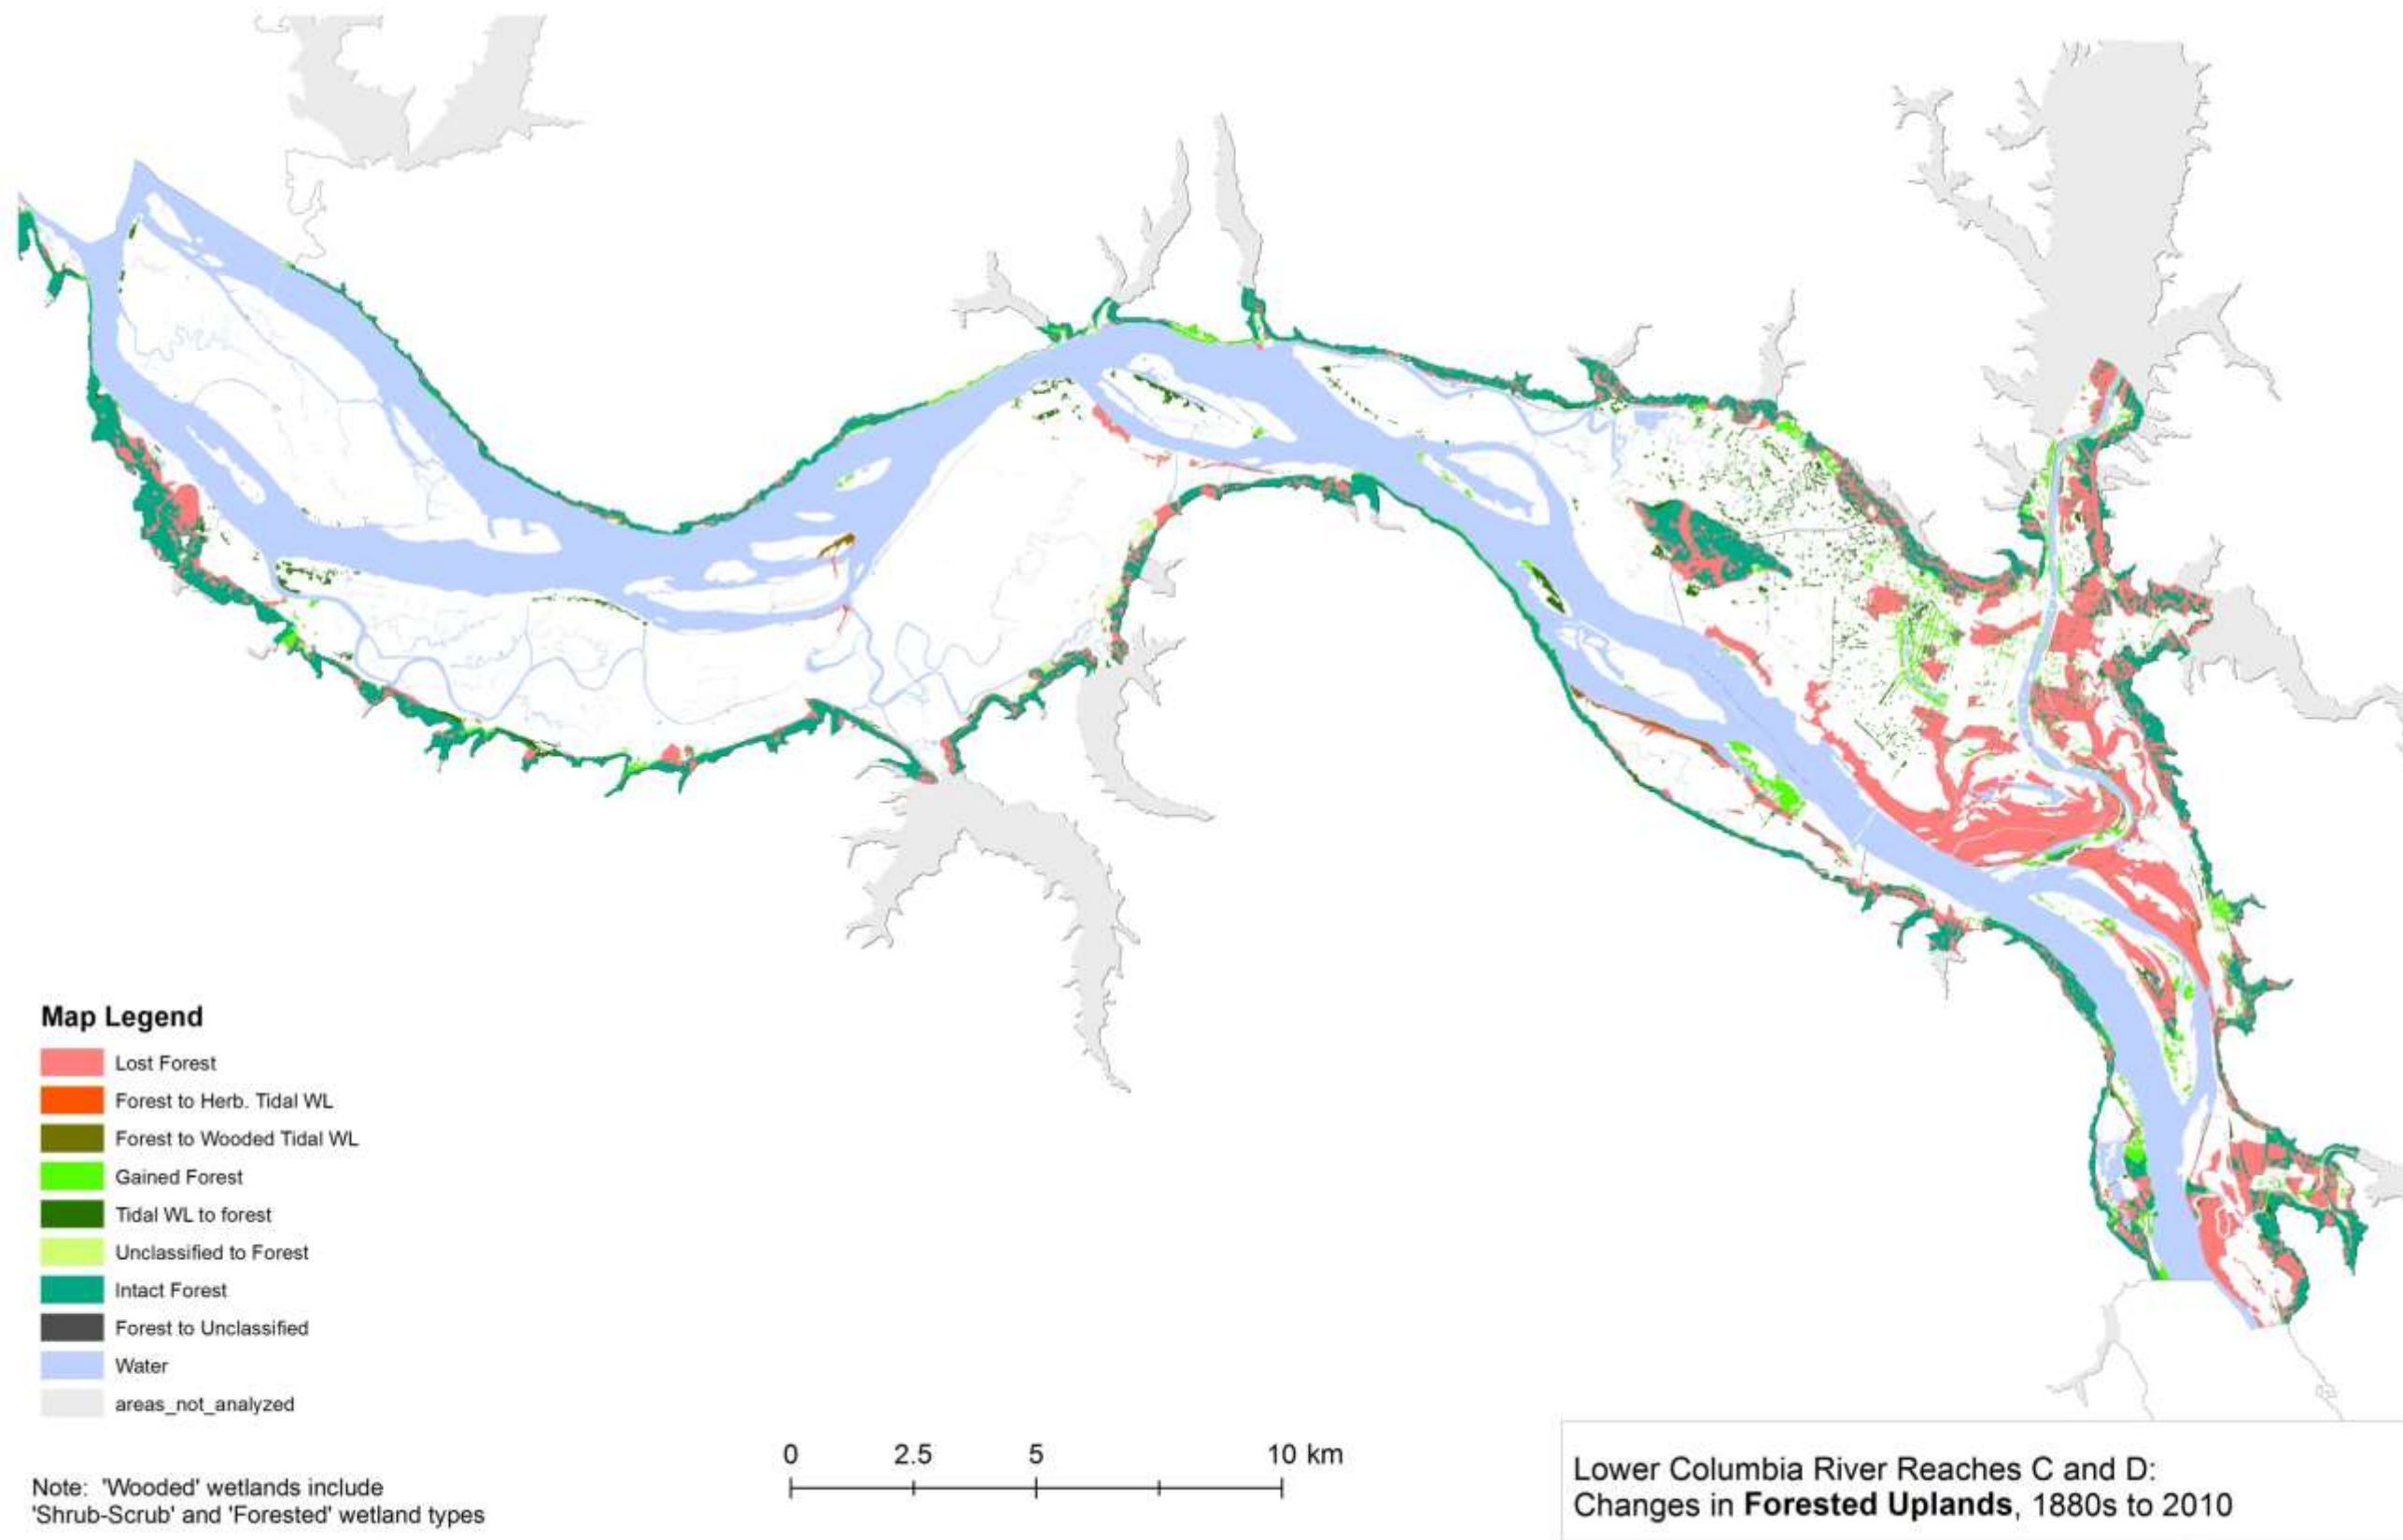 Map Legend
Lost Forest
Forest to Herb. Tidal WL
Forest to Wooded Tidal WL
Gained Forest
Tidal WL to forest
Unclassified to Forest
Intact Forest
Forest to Unclassified
Water
areas_not_analyzed
Note: 'Wooded' wetlands include
'Shrub-Scrub' and 'Forested' wetland types
0 2.5 5 10 km
Lower Columbia River Reaches C and D:
Changes in Forested Uplands, 1880s to 2010